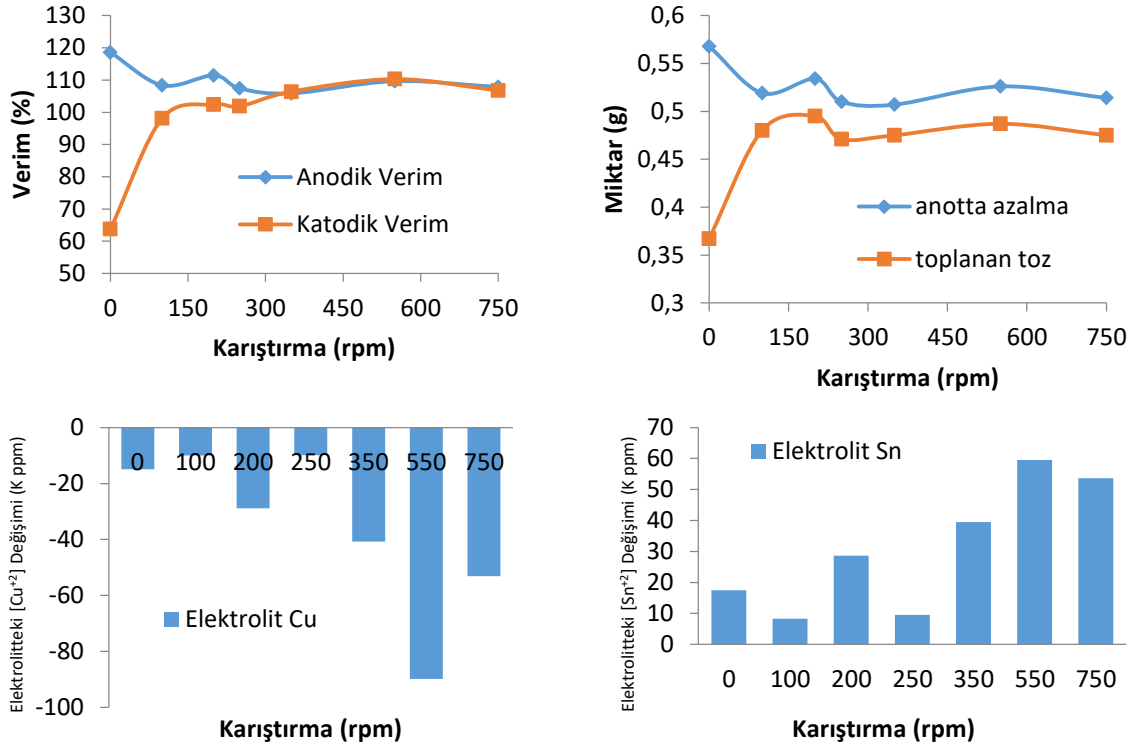 130
120
110
100
90
80
70
60
50
Verim (%)
Anodik Verim
Katodik Verim
0 150 300 450 600 750
Karıştırma (rpm)
0,6
0,55
0,5
0,45
0,4
0,35
0,3
Miktar (g)
anotta azalma
toplanan toz
0 150 300 450 600 750
Karıştırma (rpm)
0
-20
-40
-60
-80
-100
Elektrolitteki [Cu+2] Değişimi (K ppm)
0 100 200 250 350 550 750
Elektrolit Cu
Karıştırma (rpm)
70
60
50
40
30
20
10
0
Elektrolitteki [Sn+2] Değişimi (K ppm)
Elektrolit Sn
0 100 200 250 350 550 750
Karıştırma (rpm)